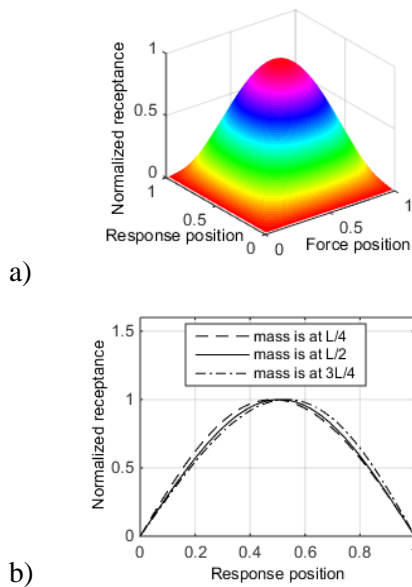 Normalized receptance
1
0.5
0
1
0.5
0
Response position
0
0.5
1
Force position
a)
Normalized receptance
1.5
1
0.5
0
mass is at L/4
mass is at L/2
mass is at 3L/4
0
0.2
0.4
0.6
0.8
1
Response position
b)